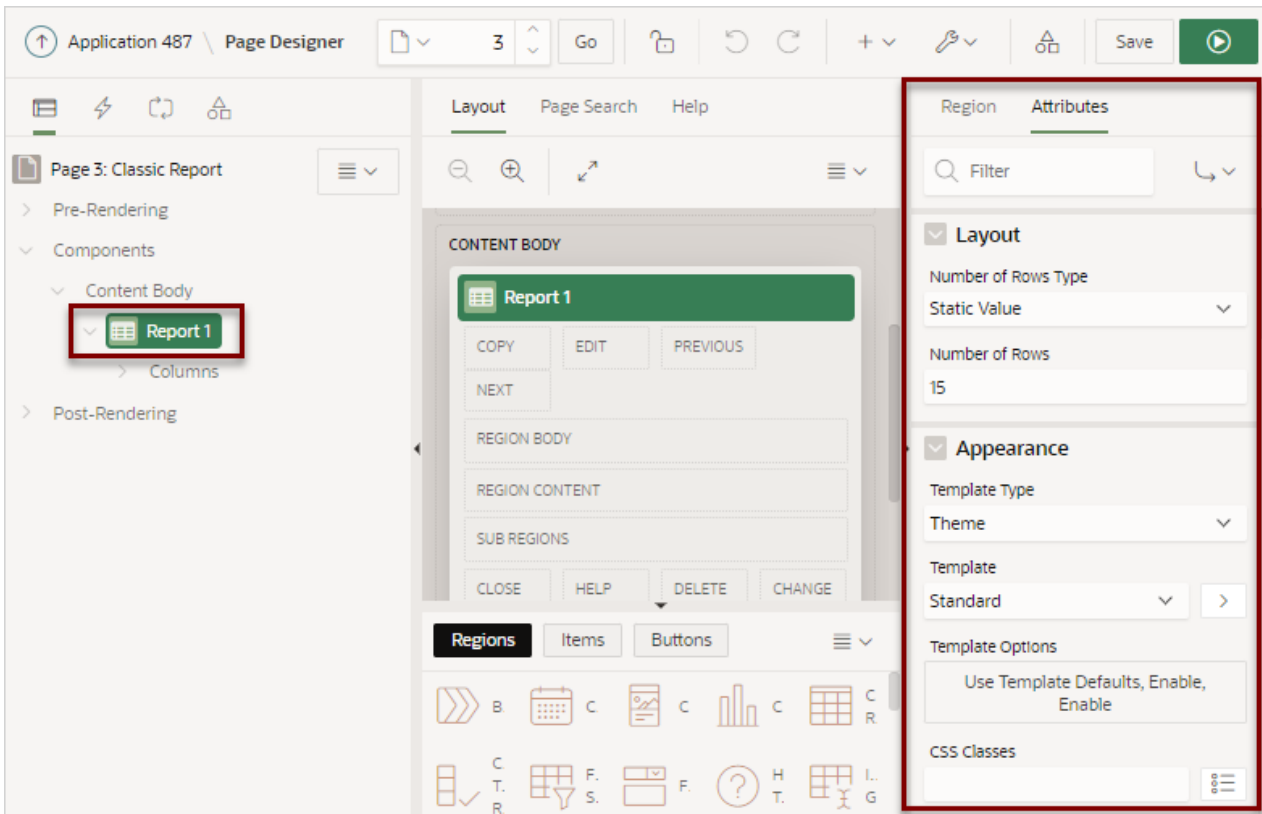 Application 487 \ Page Designer 3 Go Save
Layout Page Search Help
Region Attributes
Page 3: Classic Report
Filter
Pre-Rendering
Components
Content Body
Report 1
Columns
Post-Rendering
CONTENT BODY
Report 1
COPY EDIT PREVIOUS
NEXT
REGION BODY
REGION CONTENT
SUB REGIONS
CLOSE HELP DELETE CHANGE
Regions Items Buttons
B. C. C C C
R
C F. F. H I..
T. S. T. G
R
Layout
Number of Rows Type
Static Value
Number of Rows
15
Appearance
Template Type
Theme
Template
Standard
Template Options
Use Template Defaults, Enable,
Enable
CSS Classes